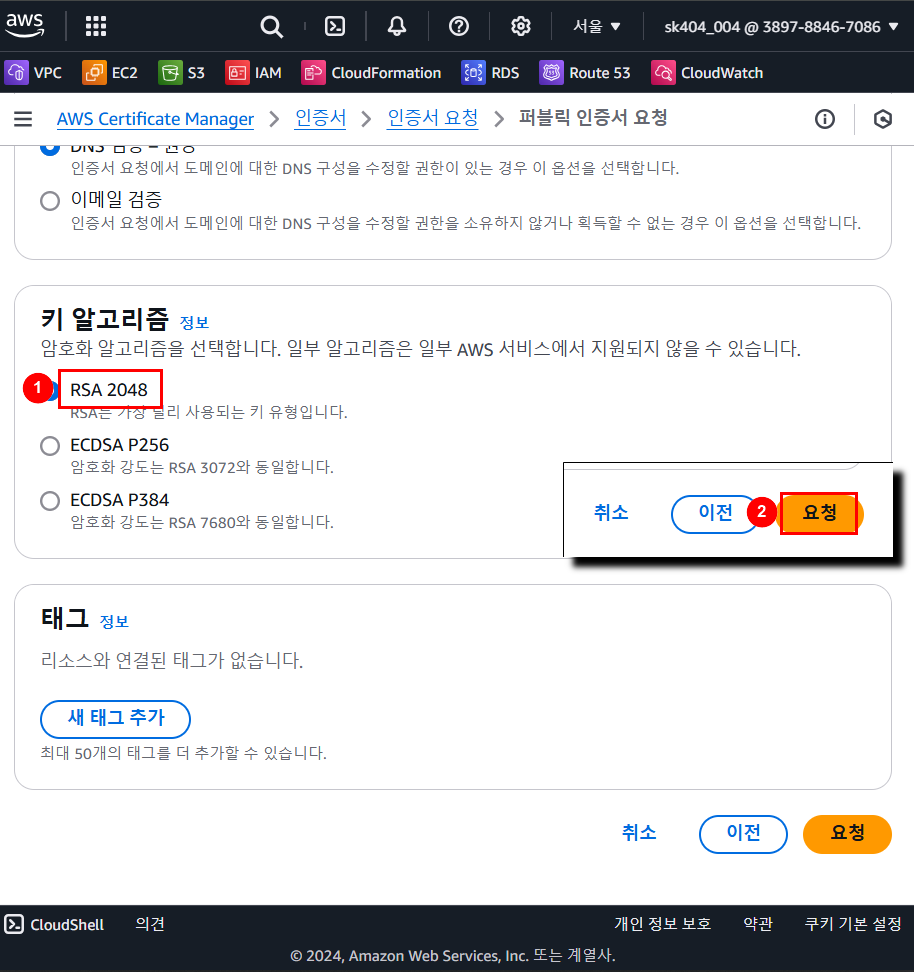 aws
서울 ▼
sk404_004 @ 3897-8846-7086 ▼
VPC
EC2
S3
IAM
CloudFormation
RDS
Route 53
CloudWatch
AWS Certificate Manager > 인증서 > 인증서 요청 > 퍼블릭 인증서 요청
DNS 검증 – 권장
인증서 요청에서 도메인에 대한 DNS 구성을 수정할 권한이 있는 경우 이 옵션을 선택합니다.
이메일 검증
인증서 요청에서 도메인에 대한 DNS 구성을 수정할 권한을 소유하지 않거나 획득할 수 없는 경우 이 옵션을 선택합니다.
키 알고리즘 정보
암호화 알고리즘을 선택합니다. 일부 알고리즘은 일부 AWS 서비스에서 지원되지 않을 수 있습니다.
1 RSA 2048
RSA는 가장 널리 사용되는 키 유형입니다.
ECDSA P256
암호화 강도는 RSA 3072와 동일합니다.
ECDSA P384
암호화 강도는 RSA 7680와 동일합니다.
취소 이전 2 요청
태그 정보
리소스와 연결된 태그가 없습니다.
새 태그 추가
최대 50개의 태그를 더 추가할 수 있습니다.
취소 이전 요청
CloudShell 의견 개인 정보 보호 약관 쿠키 기본 설정
© 2024, Amazon Web Services, Inc. 또는 계열사.